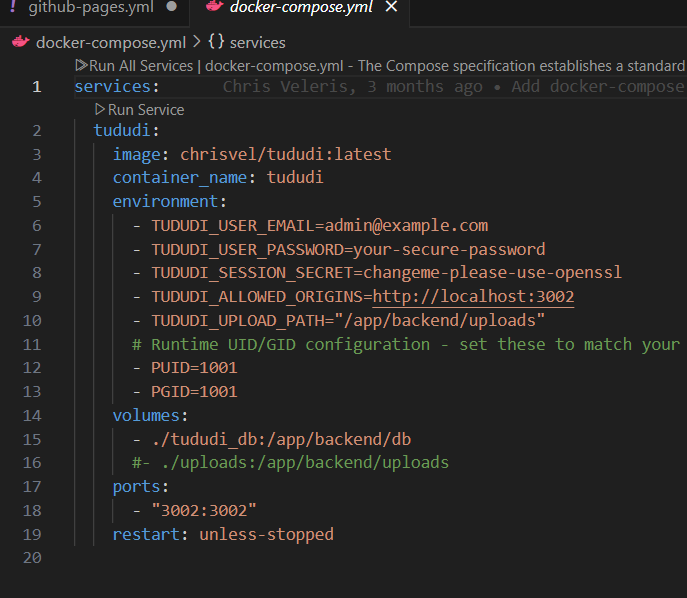 ! github-pages.yml ●
docker-compose.yml ✕
docker-compose.yml > {} services
▷Run All Services | docker-compose.yml - The Compose specification establishes a standard
1 services: Chris Veleris, 3 months ago • Add docker-compose
▷Run Service
2 tududi:
3 image: chrisvel/tududi:latest
4 container_name: tududi
5 environment:
6 - TUDUDI_USER_EMAIL=admin@example.com
7 - TUDUDI_USER_PASSWORD=your-secure-password
8 - TUDUDI_SESSION_SECRET=changeme-please-use-openssl
9 - TUDUDI_ALLOWED_ORIGINS=http://localhost:3002
10 - TUDUDI_UPLOAD_PATH="/app/backend/uploads"
11 # Runtime UID/GID configuration - set these to match your
12 - PUID=1001
13 - PGID=1001
14 volumes:
15 - ./tududi_db:/app/backend/db
16 #- ./uploads:/app/backend/uploads
17 ports:
18 - "3002:3002"
19 restart: unless-stopped
20